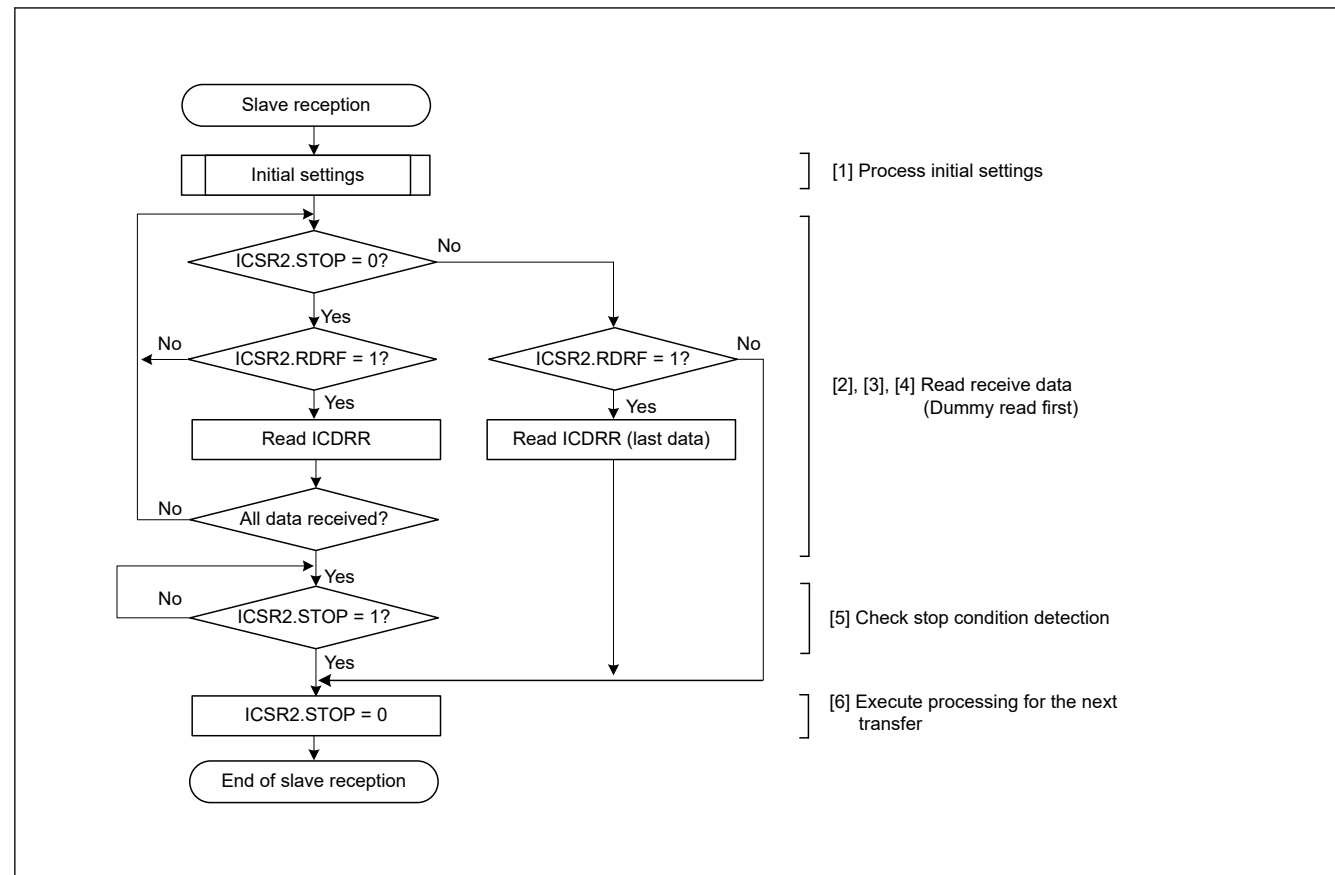 Slave reception
Initial settings
[1] Process initial settings
ICSR2.STOP = 0?
No
Yes
No
ICSR2.RDRF = 1?
ICSR2.RDRF = 1?
No
[2], [3], [4] Read receive data
(Dummy read first)
Yes
Yes
Read ICDRR
Read ICDRR (last data)
No
All data received?
Yes
No
ICSR2.STOP = 1?
[5] Check stop condition detection
Yes
ICSR2.STOP = 0
[6] Execute processing for the next
transfer
End of slave reception